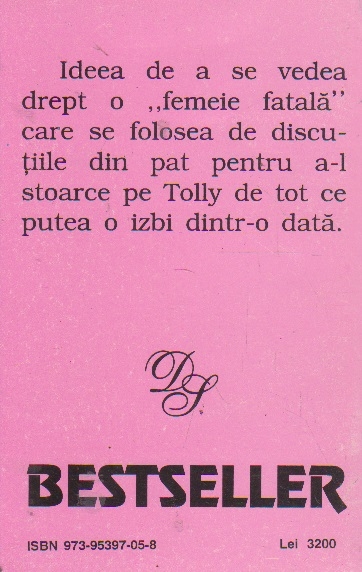 Ideea de a se vedea
drept o ,,femeie fatală”
care se folosea de discu-
țiile din pat pentru a-l
stoarce pe Tolly de tot ce
putea o izbi dintr-o dată.
DS
BESTSELLER
ISBN 973-95397-05-8 Lei 3200